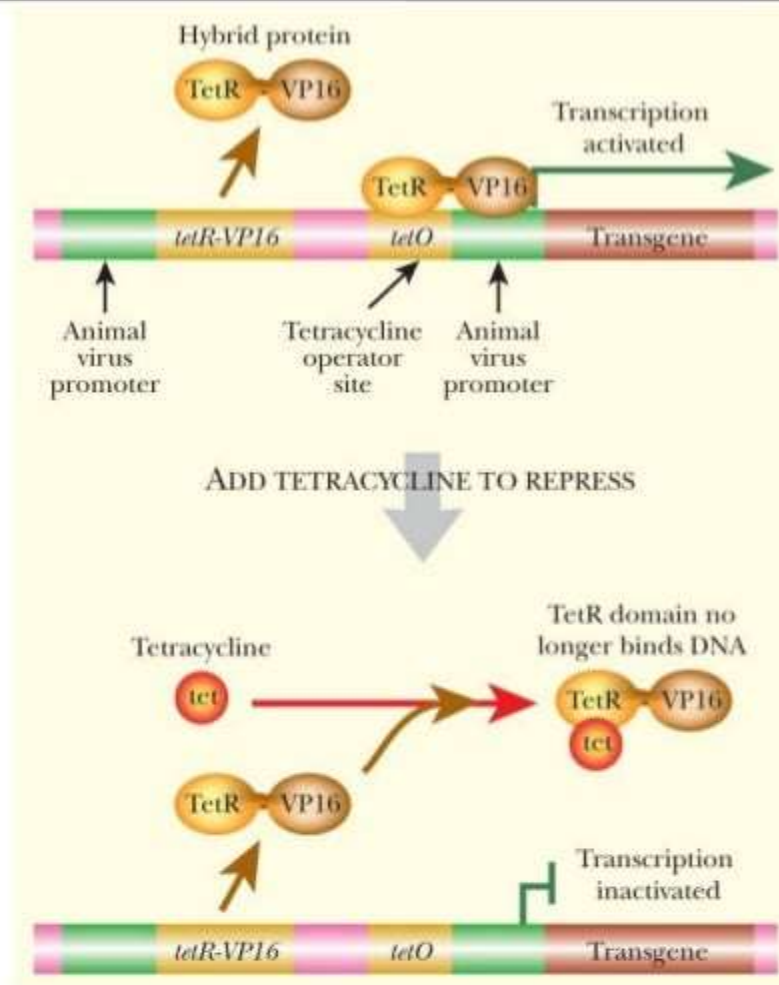 Hybrid protein
TetR - VP16
Transcription
activated
TetR - VP16
tetR-VP16 tetO Transgene
Animal
virus
promoter
Tetracycline
operator
site
Animal
virus
promoter
ADD TETRACYCLINE TO REPRESS
TetR domain no
longer binds DNA
Tetracycline
tet
TetR - VP16
tet
TetR - VP16
Transcription
inactivated
tetR-VP16 tetO Transgene